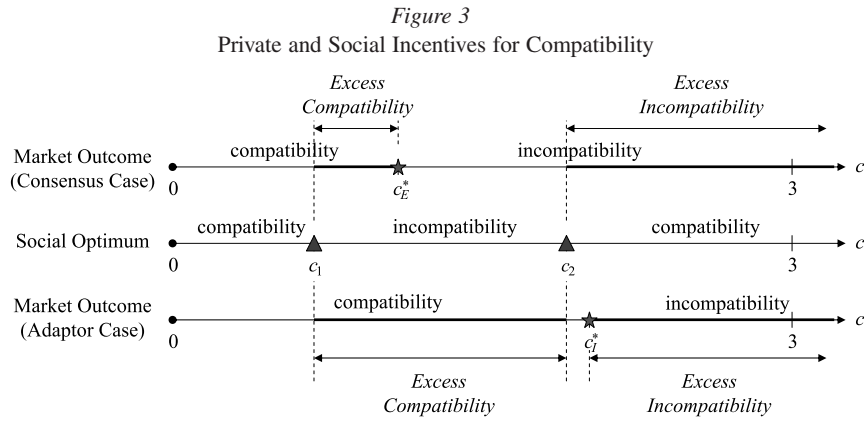 Figure 3
Private and Social Incentives for Compatibility
Excess
Compatibility
Excess
Incompatibility
Market Outcome
(Consensus Case)
compatibility
incompatibility
c
0
c*E
3
Social Optimum
compatibility
incompatibility
compatibility
c
0
c1
c2
3
Market Outcome
(Adaptor Case)
compatibility
incompatibility
c
0
c*I
3
Excess
Compatibility
Excess
Incompatibility